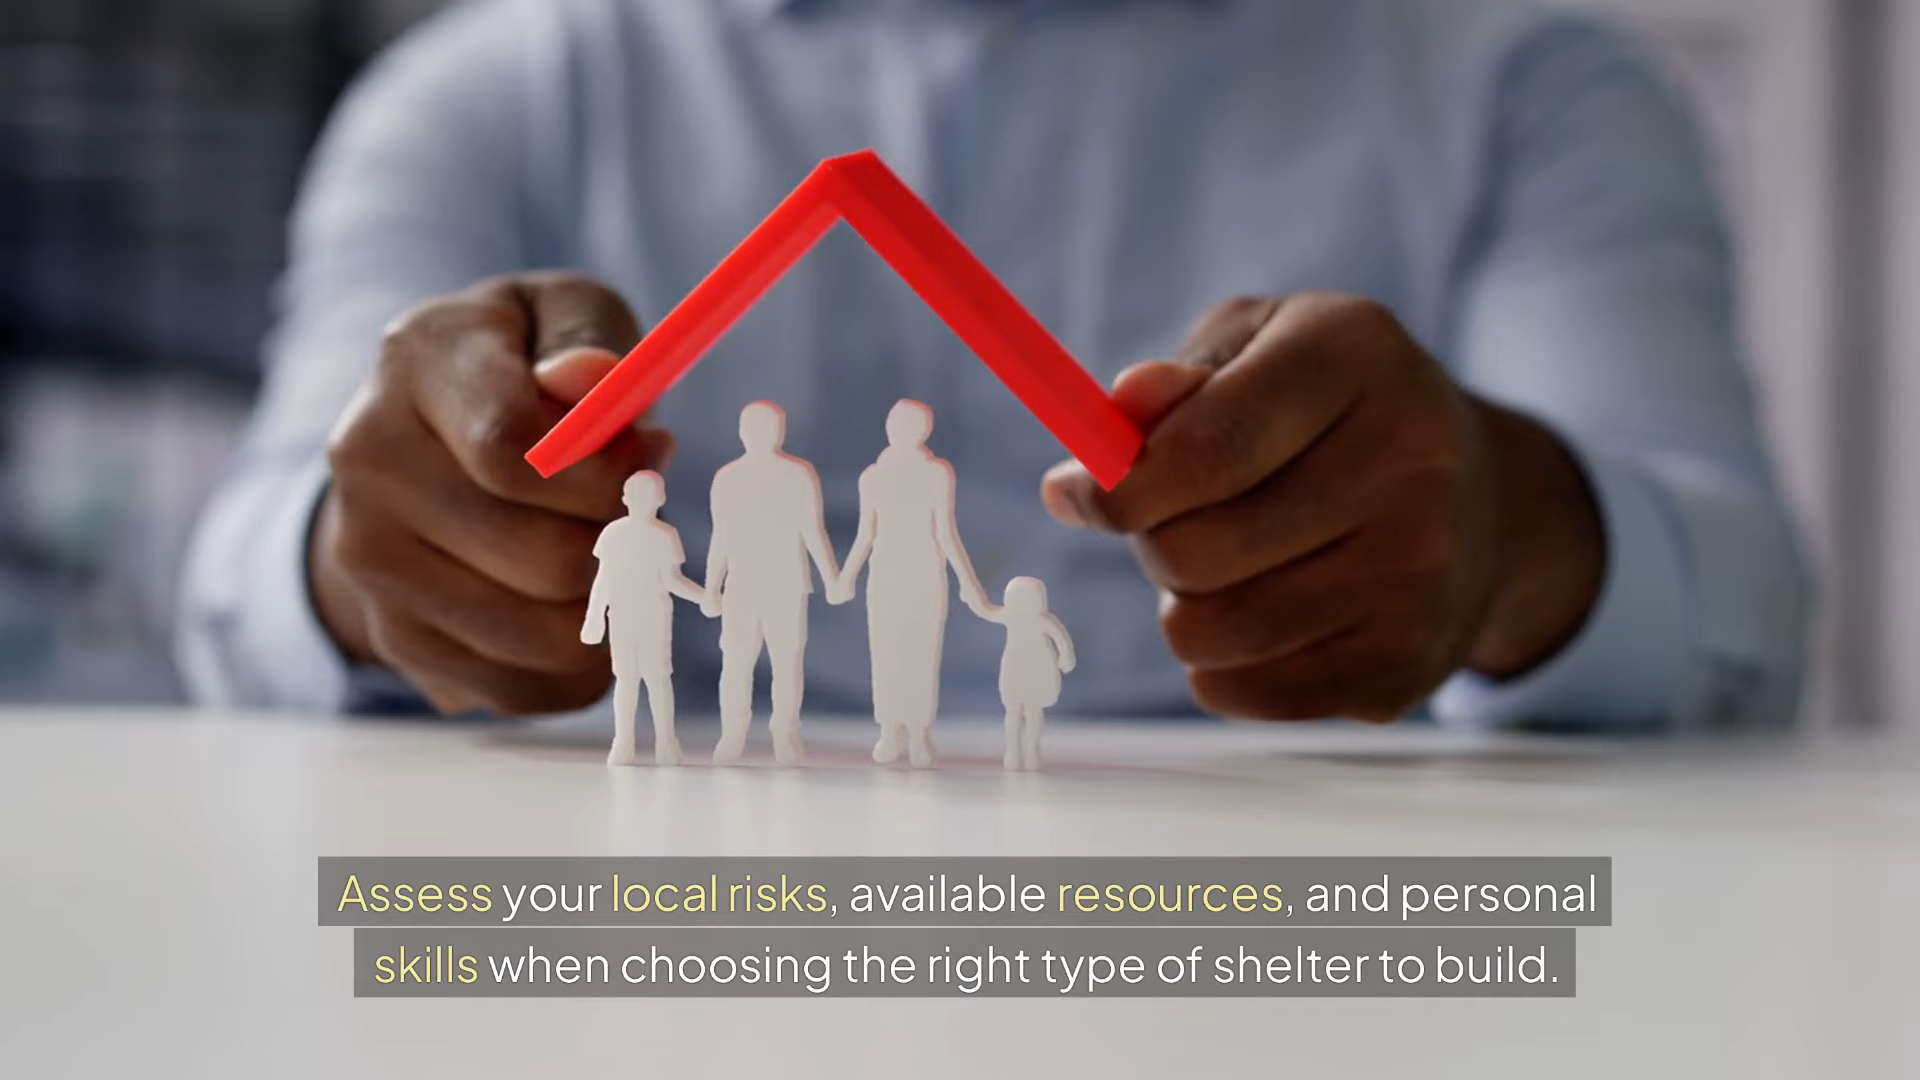 Assess your local risks, available resources, and personal
skills when choosing the right type of shelter to build.